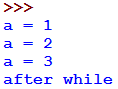 >>>
a = 1
a = 2
a = 3
after while